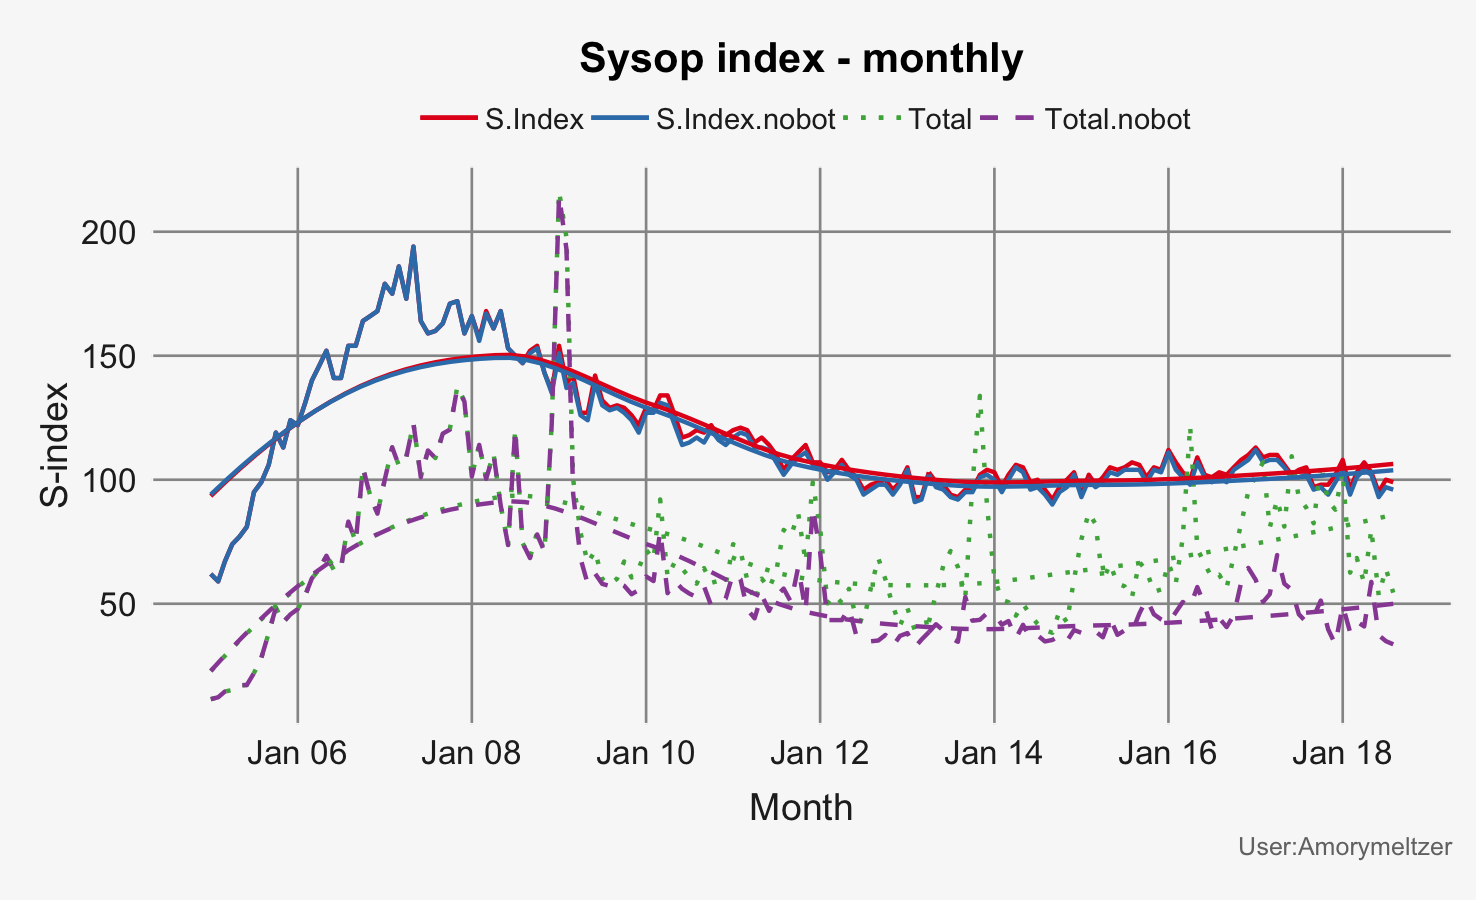 Sysop index - monthly
S.Index S.Index.nobot Total Total.nobot
200
150
100
50
S-index
Jan 06 Jan 08 Jan 10 Jan 12 Jan 14 Jan 16 Jan 18
Month
User:Amorymeltzer